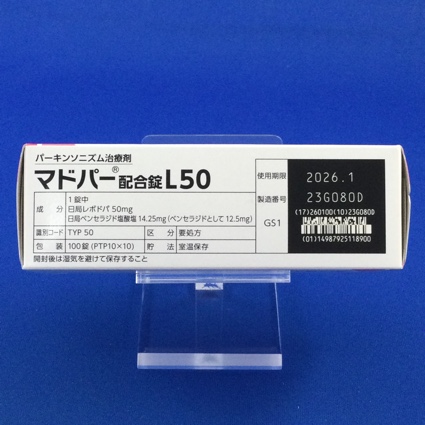 パーキンソニズム治療剤
マドパー®配合錠L50
成分 1錠中
日局レボドパ 50mg
日局ベンセラジド塩酸塩 14.25mg(ベンセラジドとして 12.5mg)
識別コード TYP 50 区分 要処方
包装 100錠(PTP10×10) 貯法 室温保存
開封後は湿気を避けて保存すること
使用期限 2026.1
製造番号 23G080D
GS1
(17)260100(10)23G080D
(01)14987925118900